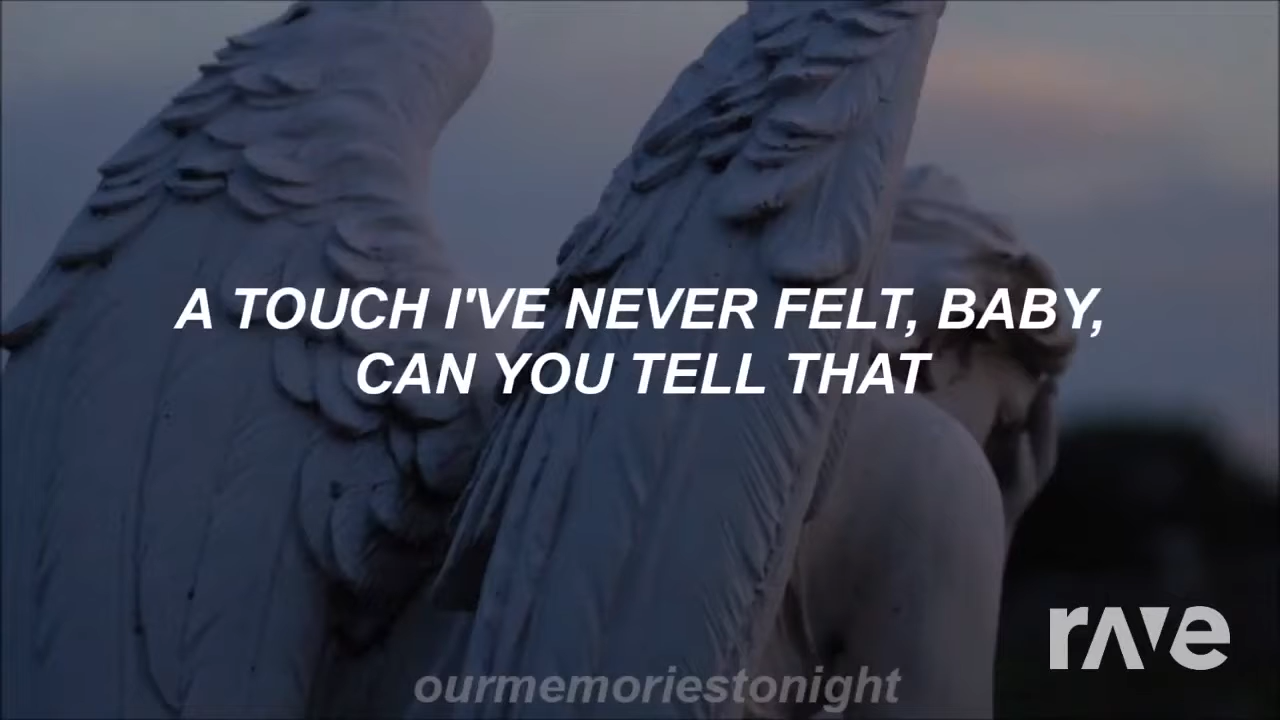 A TOUCH I'VE NEVER FELT, BABY,
CAN YOU TELL THAT
rave
ourmemoriestonight